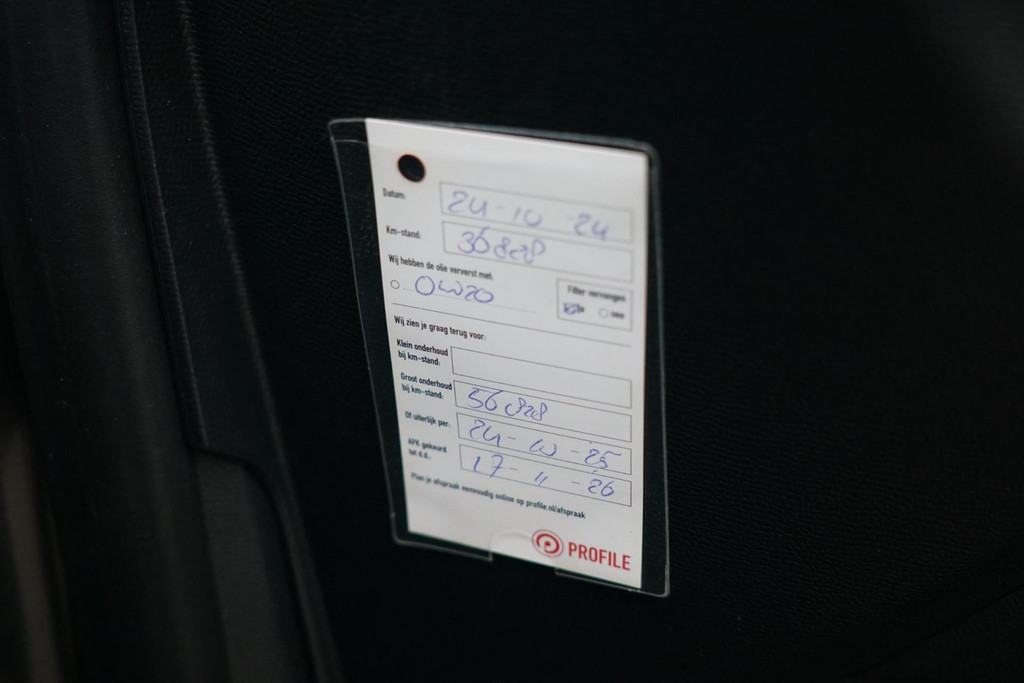 Datum: 24-10-24
Km-stand: 36828
Wij hebben de olie ververst met:
0W20
Filter vervangen
ja nee
Wij zien je graag terug voor:
Klein onderhoud
bij km-stand:
Groot onderhoud
bij km-stand: 56828
Of uiterlijk per: 24-10-25
APK gekeurd
tot d.d.: 17-11-26
Plan je afspraak eenvoudig online op profile.nl/afspraak
PROFILE